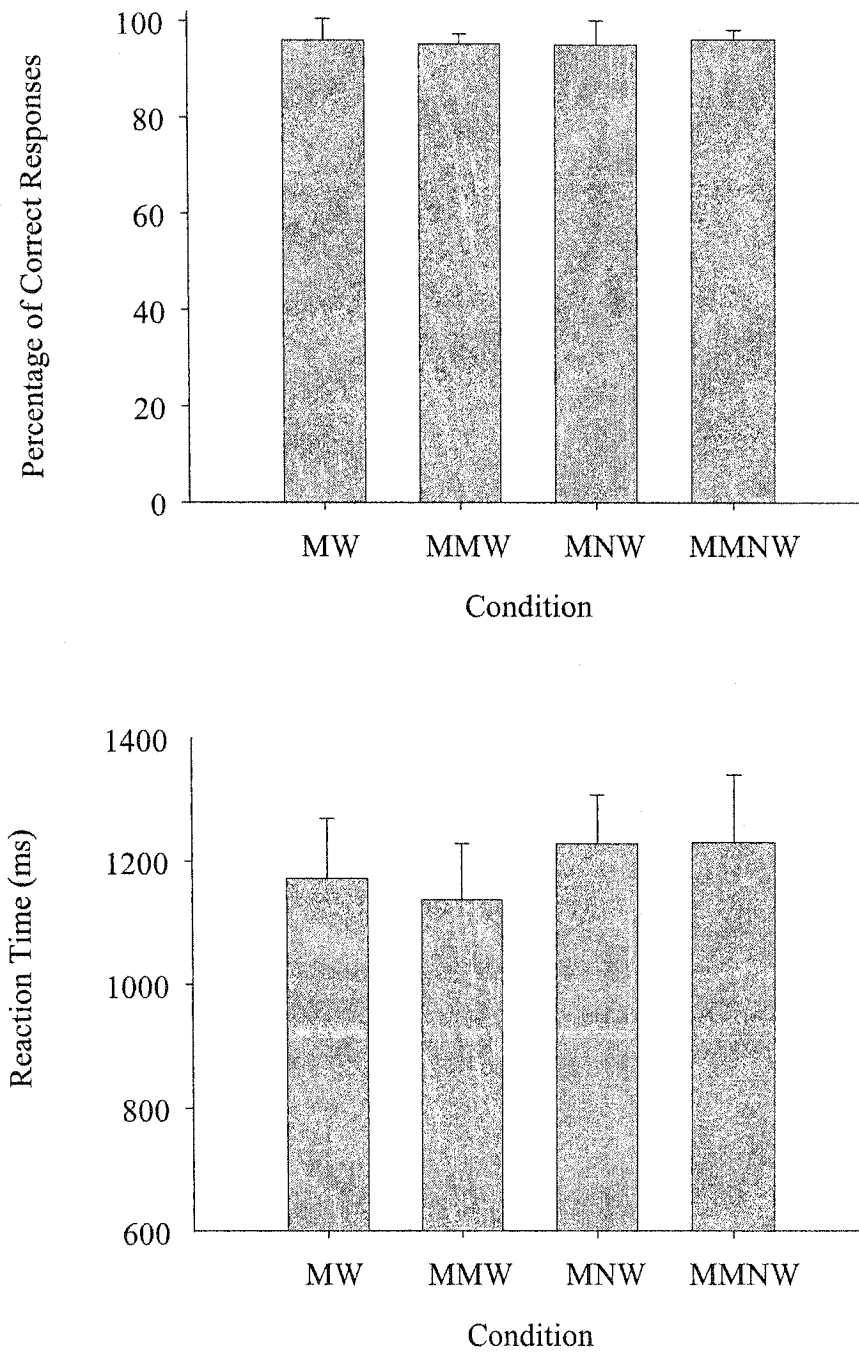 Percentage of Correct Responses
100
80
60
40
20
0
MW MMW MNW MMNW
Condition
Reaction Time (ms)
1400
1200
1000
800
600
MW MMW MNW MMNW
Condition